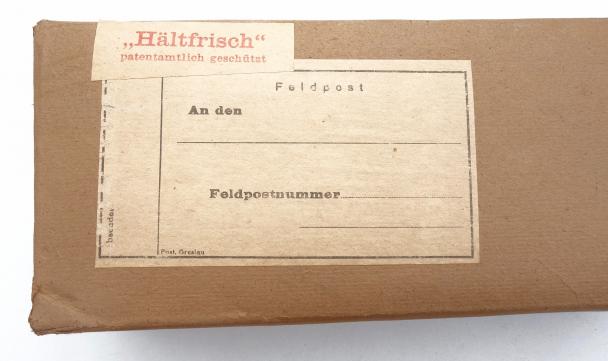 „Hältfrisch“
patentamtlich geschützt
Feldpost
An den
Feldpostnummer